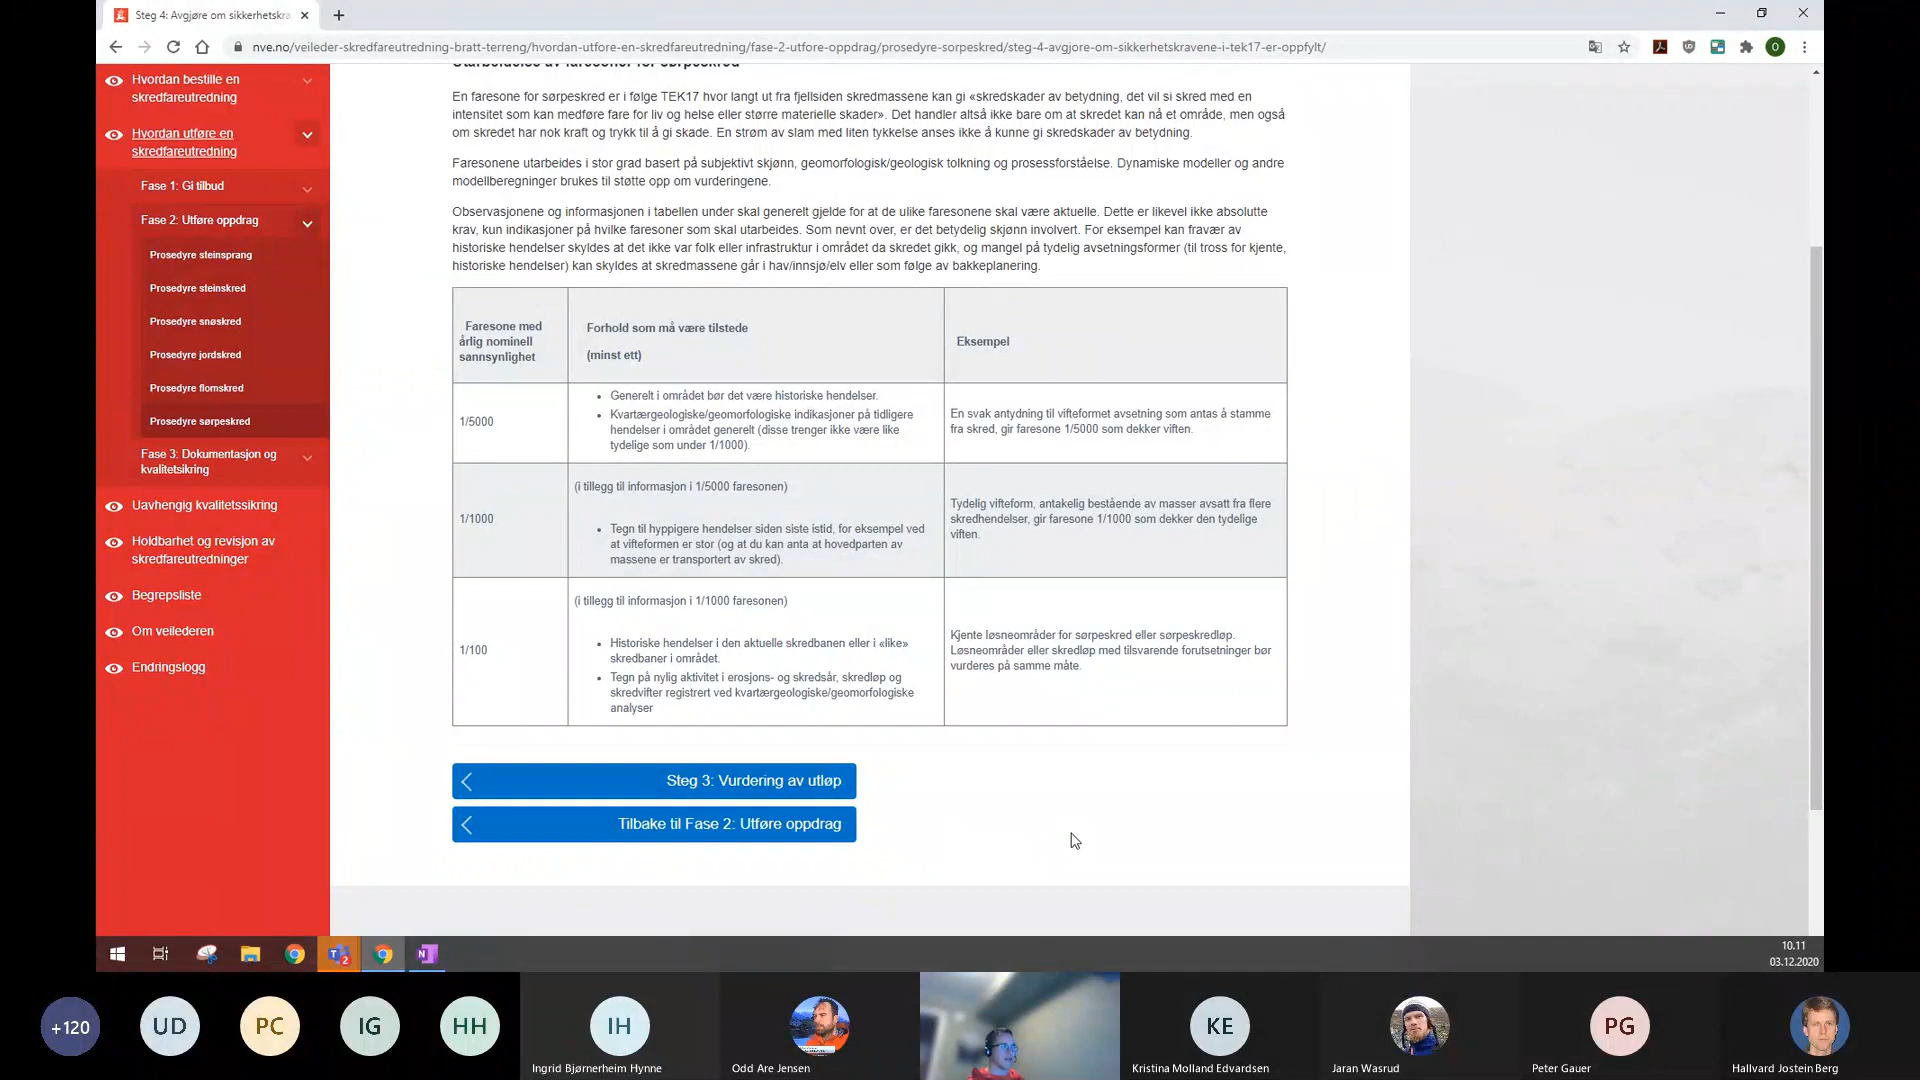 Steg 4: Avgjøre om sikkerhetskra
nve.no/veileder-skredfareutredning-bratt-terreng/hvordan-utfore-en-skredfareutredning/fase-2-utfore-oppdrag/prosedyre-sorpeskred/steg-4-avgjore-om-sikkerhetskravene-i-tek17-er-oppfylt/
O
Hvordan bestille en
skredfareutredning
Hvordan utføre en
skredfareutredning
Fase 1: Gi tilbud
Fase 2: Utføre oppdrag
Prosedyre steinsprang
Prosedyre steinskred
Prosedyre snøskred
Prosedyre jordskred
Prosedyre flomskred
Prosedyre sørpeskred
Fase 3: Dokumentasjon og
kvalitetsikring
Uavhengig kvalitetssikring
Holdbarhet og revisjon av
skredfareutredninger
Begrepsliste
Om veilederen
Endringslogg
Utarbeidelse av faresoner for sørpeskred
En faresone for sørpeskred er i følge TEK17 hvor langt ut fra fjellsiden skredmassene kan gi «skredskader av betydning, det vil si skred med en
intensitet som kan medføre fare for liv og helse eller større materielle skader». Det handler altså ikke bare om at skredet kan nå et område, men også
om skredet har nok kraft og trykk til å gi skade. En strøm av slam med liten tykkelse anses ikke å kunne gi skredskader av betydning.
Faresonene utarbeides i stor grad basert på subjektivt skjønn, geomorfologisk/geologisk tolkning og prosessforståelse. Dynamiske modeller og andre
modellberegninger brukes til støtte opp om vurderingene.
Observasjonene og informasjonen i tabellen under skal generelt gjelde for at de ulike faresonene skal være aktuelle. Dette er likevel ikke absolutte
krav, kun indikasjoner på hvilke faresoner som skal utarbeides. Som nevnt over, er det betydelig skjønn involvert. For eksempel kan fravær av
historiske hendelser skyldes at det ikke var folk eller infrastruktur i området da skredet gikk, og mangel på tydelig avsetningsformer (til tross for kjente,
historiske hendelser) kan skyldes at skredmassene går i hav/innsjø/elv eller som følge av bakkeplanering.
Faresone med
årlig nominell
sannsynlighet
Forhold som må være tilstede
(minst ett)
Eksempel
1/5000
• Generelt i området bør det være historiske hendelser.
• Kvartærgeologiske/geomorfologiske indikasjoner på tidligere
hendelser i området generelt (disse trenger ikke være like
tydelige som under 1/1000).
En svak antydning til vifteformet avsetning som antas å stamme
fra skred, gir faresone 1/5000 som dekker viften.
1/1000
(i tillegg til informasjon i 1/5000 faresonen)
• Tegn til hyppigere hendelser siden siste istid, for eksempel ved
at vifteformen er stor (og at du kan anta at hovedparten av
massene er transportert av skred).
Tydelig vifteform, antakelig bestående av masser avsatt fra flere
skredhendelser, gir faresone 1/1000 som dekker den tydelige
viften.
1/100
(i tillegg til informasjon i 1/1000 faresonen)
• Historiske hendelser i den aktuelle skredbanen eller i «like»
skredbaner i området.
• Tegn på nylig aktivitet i erosjons- og skredsår, skredløp og
skredvifter registrert ved kvartærgeologiske/geomorfologiske
analyser
Kjente løsneområder for sørpeskred eller sørpeskredløp.
Løsneområder eller skredløp med tilsvarende forutsetninger bør
vurderes på samme måte.
Steg 3: Vurdering av utløp
Tilbake til Fase 2: Utføre oppdrag
10.11
03.12.2020
+120
UD
PC
IG
HH
IH
KE
PG
Ingrid Bjørnerheim Hynne
Odd Are Jensen
Kristina Molland Edvardsen
Jaran Wasrud
Peter Gauer
Hallvard Jostein Berg